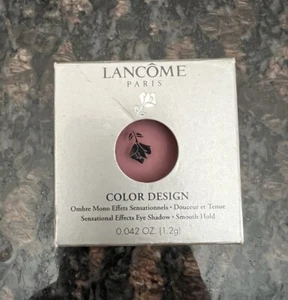 LANCÔME
PARIS
COLOR DESIGN
Ombre Mono Effets Sensationnels • Douceur et Tenue
Sensational Effects Eye Shadow • Smooth Hold
0.042 OZ. (1.2g)